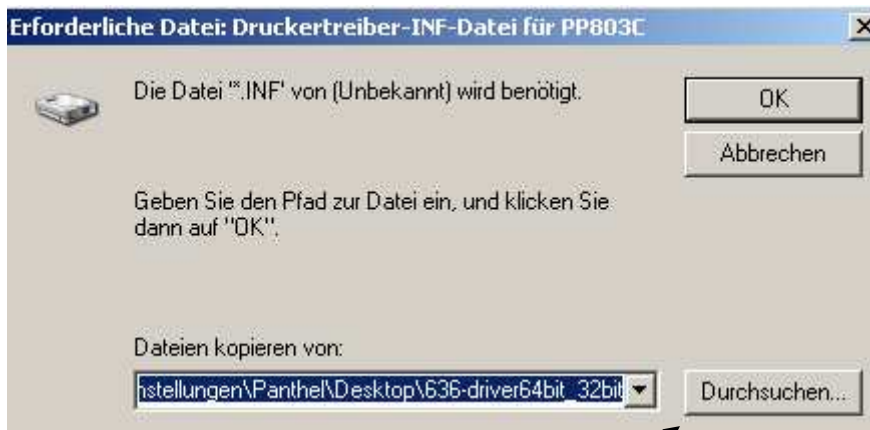 Erforderliche Datei: Druckertreiber-INF-Datei für PP803C
Die Datei '*.INF' von (Unbekannt) wird benötigt.
OK
Abbrechen
Geben Sie den Pfad zur Datei ein, und klicken Sie
dann auf "OK".
Dateien kopieren von:
nstellungen\Panthel\Desktop\636-driver64bit_32bit
Durchsuchen...